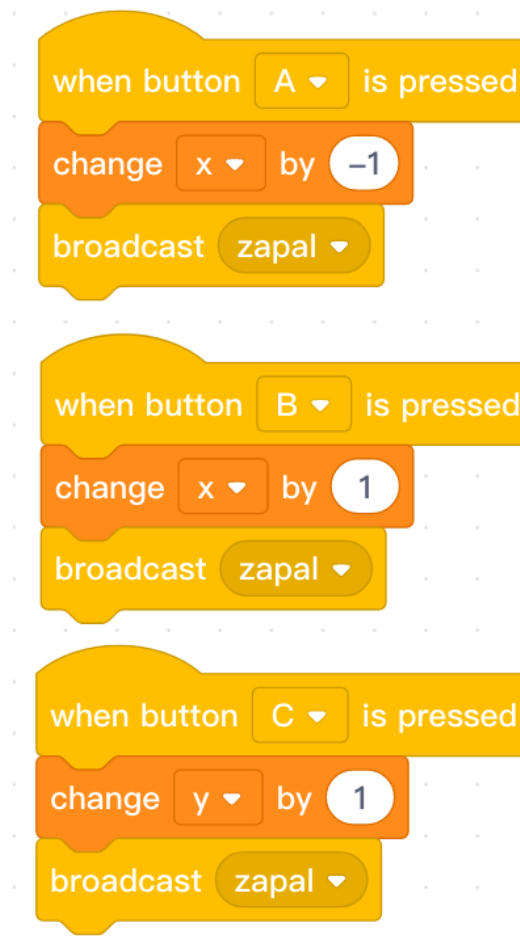 when button A is pressed
change x by –1
broadcast zapal
when button B is pressed
change x by 1
broadcast zapal
when button C is pressed
change y by 1
broadcast zapal